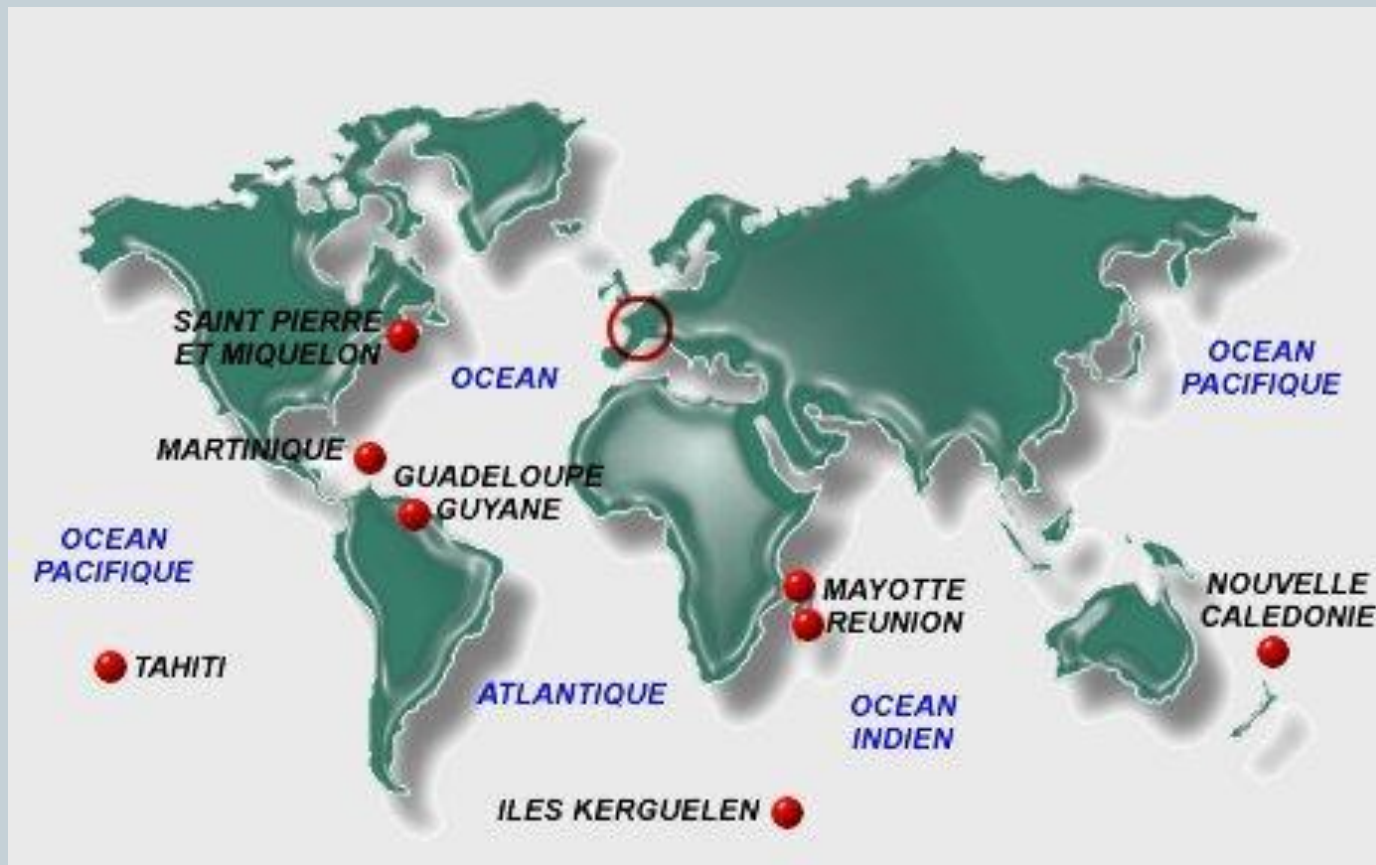 SAINT PIERRE
ET MIQUELON
OCEAN
OCEAN
PACIFIQUE
MARTINIQUE
GUADELOUPE
GUYANE
OCEAN
PACIFIQUE
MAYOTTE
REUNION
NOUVELLE
CALEDONIE
TAHITI
ATLANTIQUE
OCEAN
INDIEN
ILES KERGUELEN